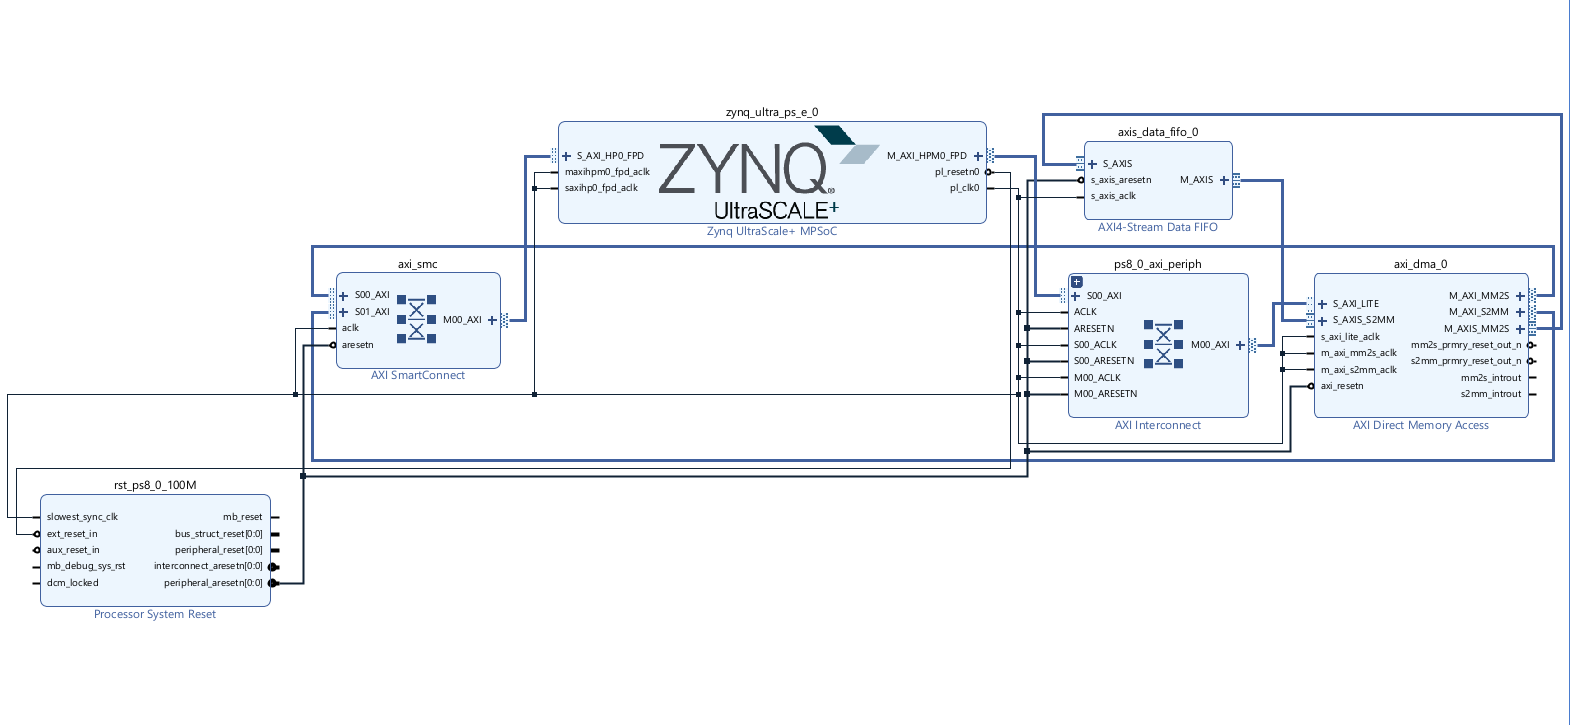 zynq_ultra_ps_e_0
S_AXI_HP0_FPD
maxihpm0_fpd_aclk
saxihp0_fpd_aclk
ZYNQ
UltraSCALE+
M_AXI_HPM0_FPD
pl_resetn0
pl_clk0
Zynq UltraScale+ MPSoC
axis_data_fifo_0
S_AXIS
s_axis_aresetn
s_axis_aclk
M_AXIS
AXI4-Stream Data FIFO
axi_smc
S00_AXI
S01_AXI
aclk
aresetn
M00_AXI
AXI SmartConnect
ps8_0_axi_periph
S00_AXI
ACLK
ARESETN
S00_ACLK
S00_ARESETN
M00_ACLK
M00_ARESETN
M00_AXI
AXI Interconnect
axi_dma_0
S_AXI_LITE
S_AXIS_S2MM
s_axi_lite_aclk
m_axi_mm2s_aclk
m_axi_s2mm_aclk
axi_resetn
M_AXI_MM2S
M_AXI_S2MM
M_AXIS_MM2S
mm2s_prmry_reset_out_n
s2mm_prmry_reset_out_n
mm2s_introut
s2mm_introut
AXI Direct Memory Access
rst_ps8_0_100M
slowest_sync_clk
ext_reset_in
aux_reset_in
mb_debug_sys_rst
dcm_locked
mb_reset
bus_struct_reset[0:0]
peripheral_reset[0:0]
interconnect_aresetn[0:0]
peripheral_aresetn[0:0]
Processor System Reset